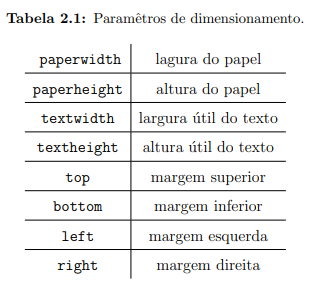 Tabela 2.1: Paramêtros de dimensionamento.
paperwidth lagura do papel
paperheight altura do papel
textwidth largura útil do texto
textheight altura útil do texto
top margem superior
bottom margem inferior
left margem esquerda
right margem direita